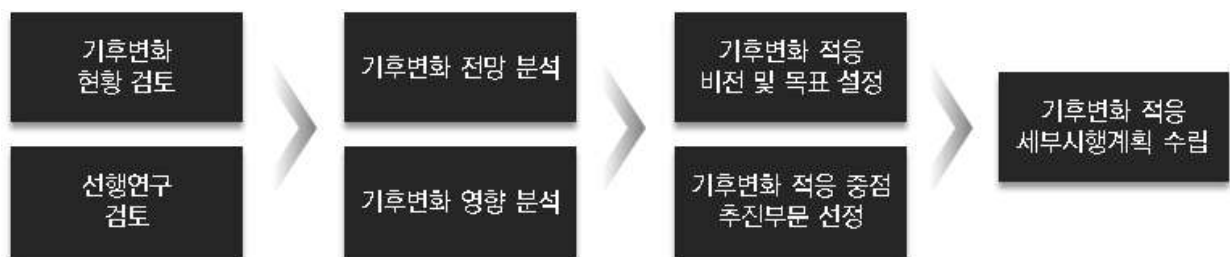 기후변화
현황 검토
선행연구
검토
기후변화 전망 분석
기후변화 영향 분석
기후변화 적응
비전 및 목표 설정
기후변화 적응 중점
추진부문 선정
기후변화 적응
세부시행계획 수립